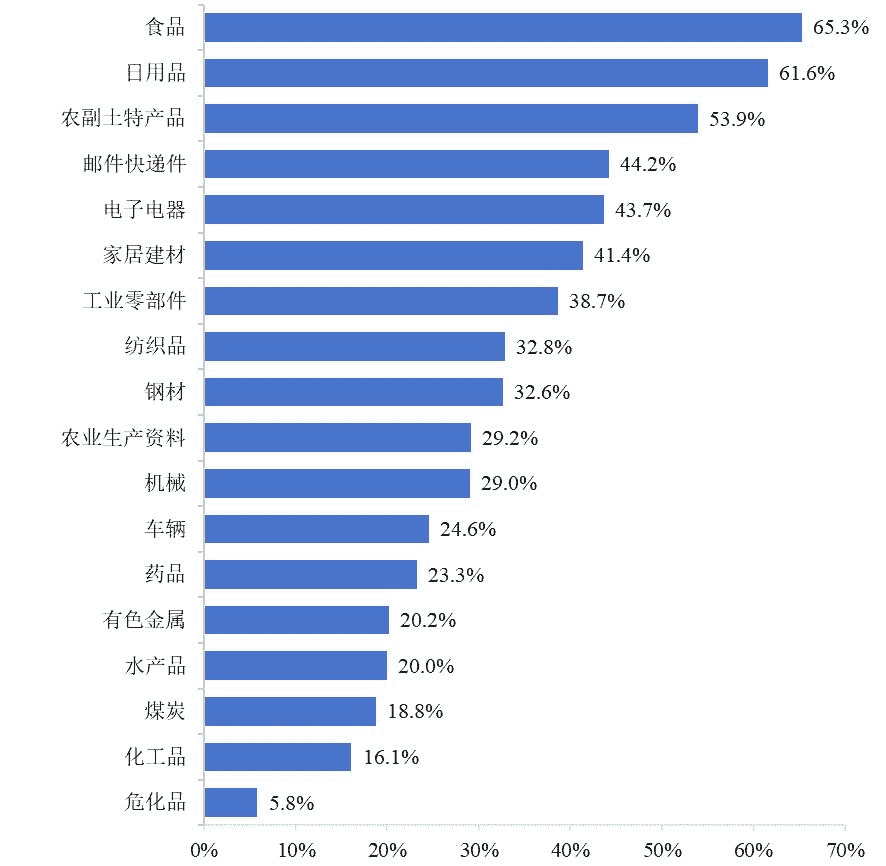 食品 65.3%
日用品 61.6%
农副土特产品 53.9%
邮件快递件 44.2%
电子电器 43.7%
家居建材 41.4%
工业零部件 38.7%
纺织品 32.8%
钢材 32.6%
农业生产资料 29.2%
机械 29.0%
车辆 24.6%
药品 23.3%
有色金属 20.2%
水产品 20.0%
煤炭 18.8%
化工品 16.1%
危化品 5.8%
0% 10% 20% 30% 40% 50% 60% 70%